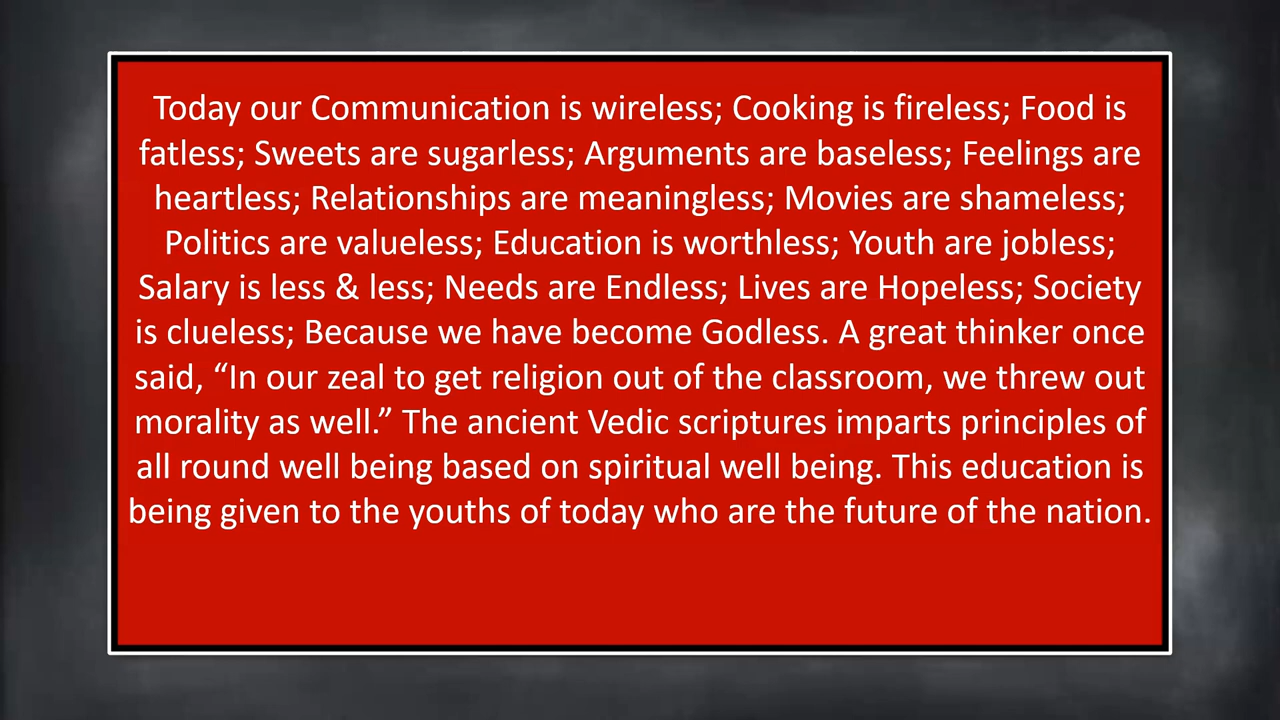 Today our Communication is wireless; Cooking is fireless; Food is
fatless; Sweets are sugarless; Arguments are baseless; Feelings are
heartless; Relationships are meaningless; Movies are shameless;
Politics are valueless; Education is worthless; Youth are jobless;
Salary is less & less; Needs are Endless; Lives are Hopeless; Society
is clueless; Because we have become Godless. A great thinker once
said, “In our zeal to get religion out of the classroom, we threw out
morality as well.” The ancient Vedic scriptures imparts principles of
all round well being based on spiritual well being. This education is
being given to the youths of today who are the future of the nation.